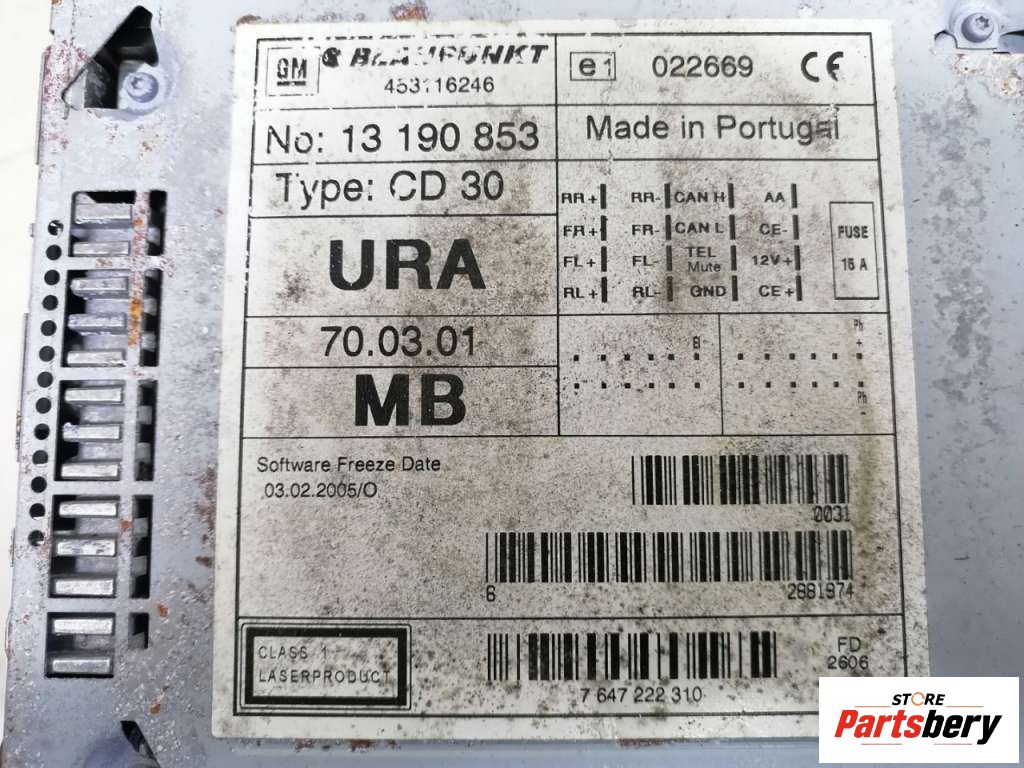 GM BLAUPUNKT
453116246
e1 022669 CE
No: 13 190 853
Made in Portugal
Type: CD 30
RR + RR- CAN H AA
FR + FR- CAN L CE-
FL + FL- TEL Mute 12V +
RL + RL- GND CE +
FUSE
15 A
URA
70.03.01
MB
Ph
+
El-
Ph
-
Software Freeze Date
03.02.2005/O
0031
6 2881974
CLASS 1
LASERPRODUCT
7 647 222 310
FD
2606
STORE
Partsbery